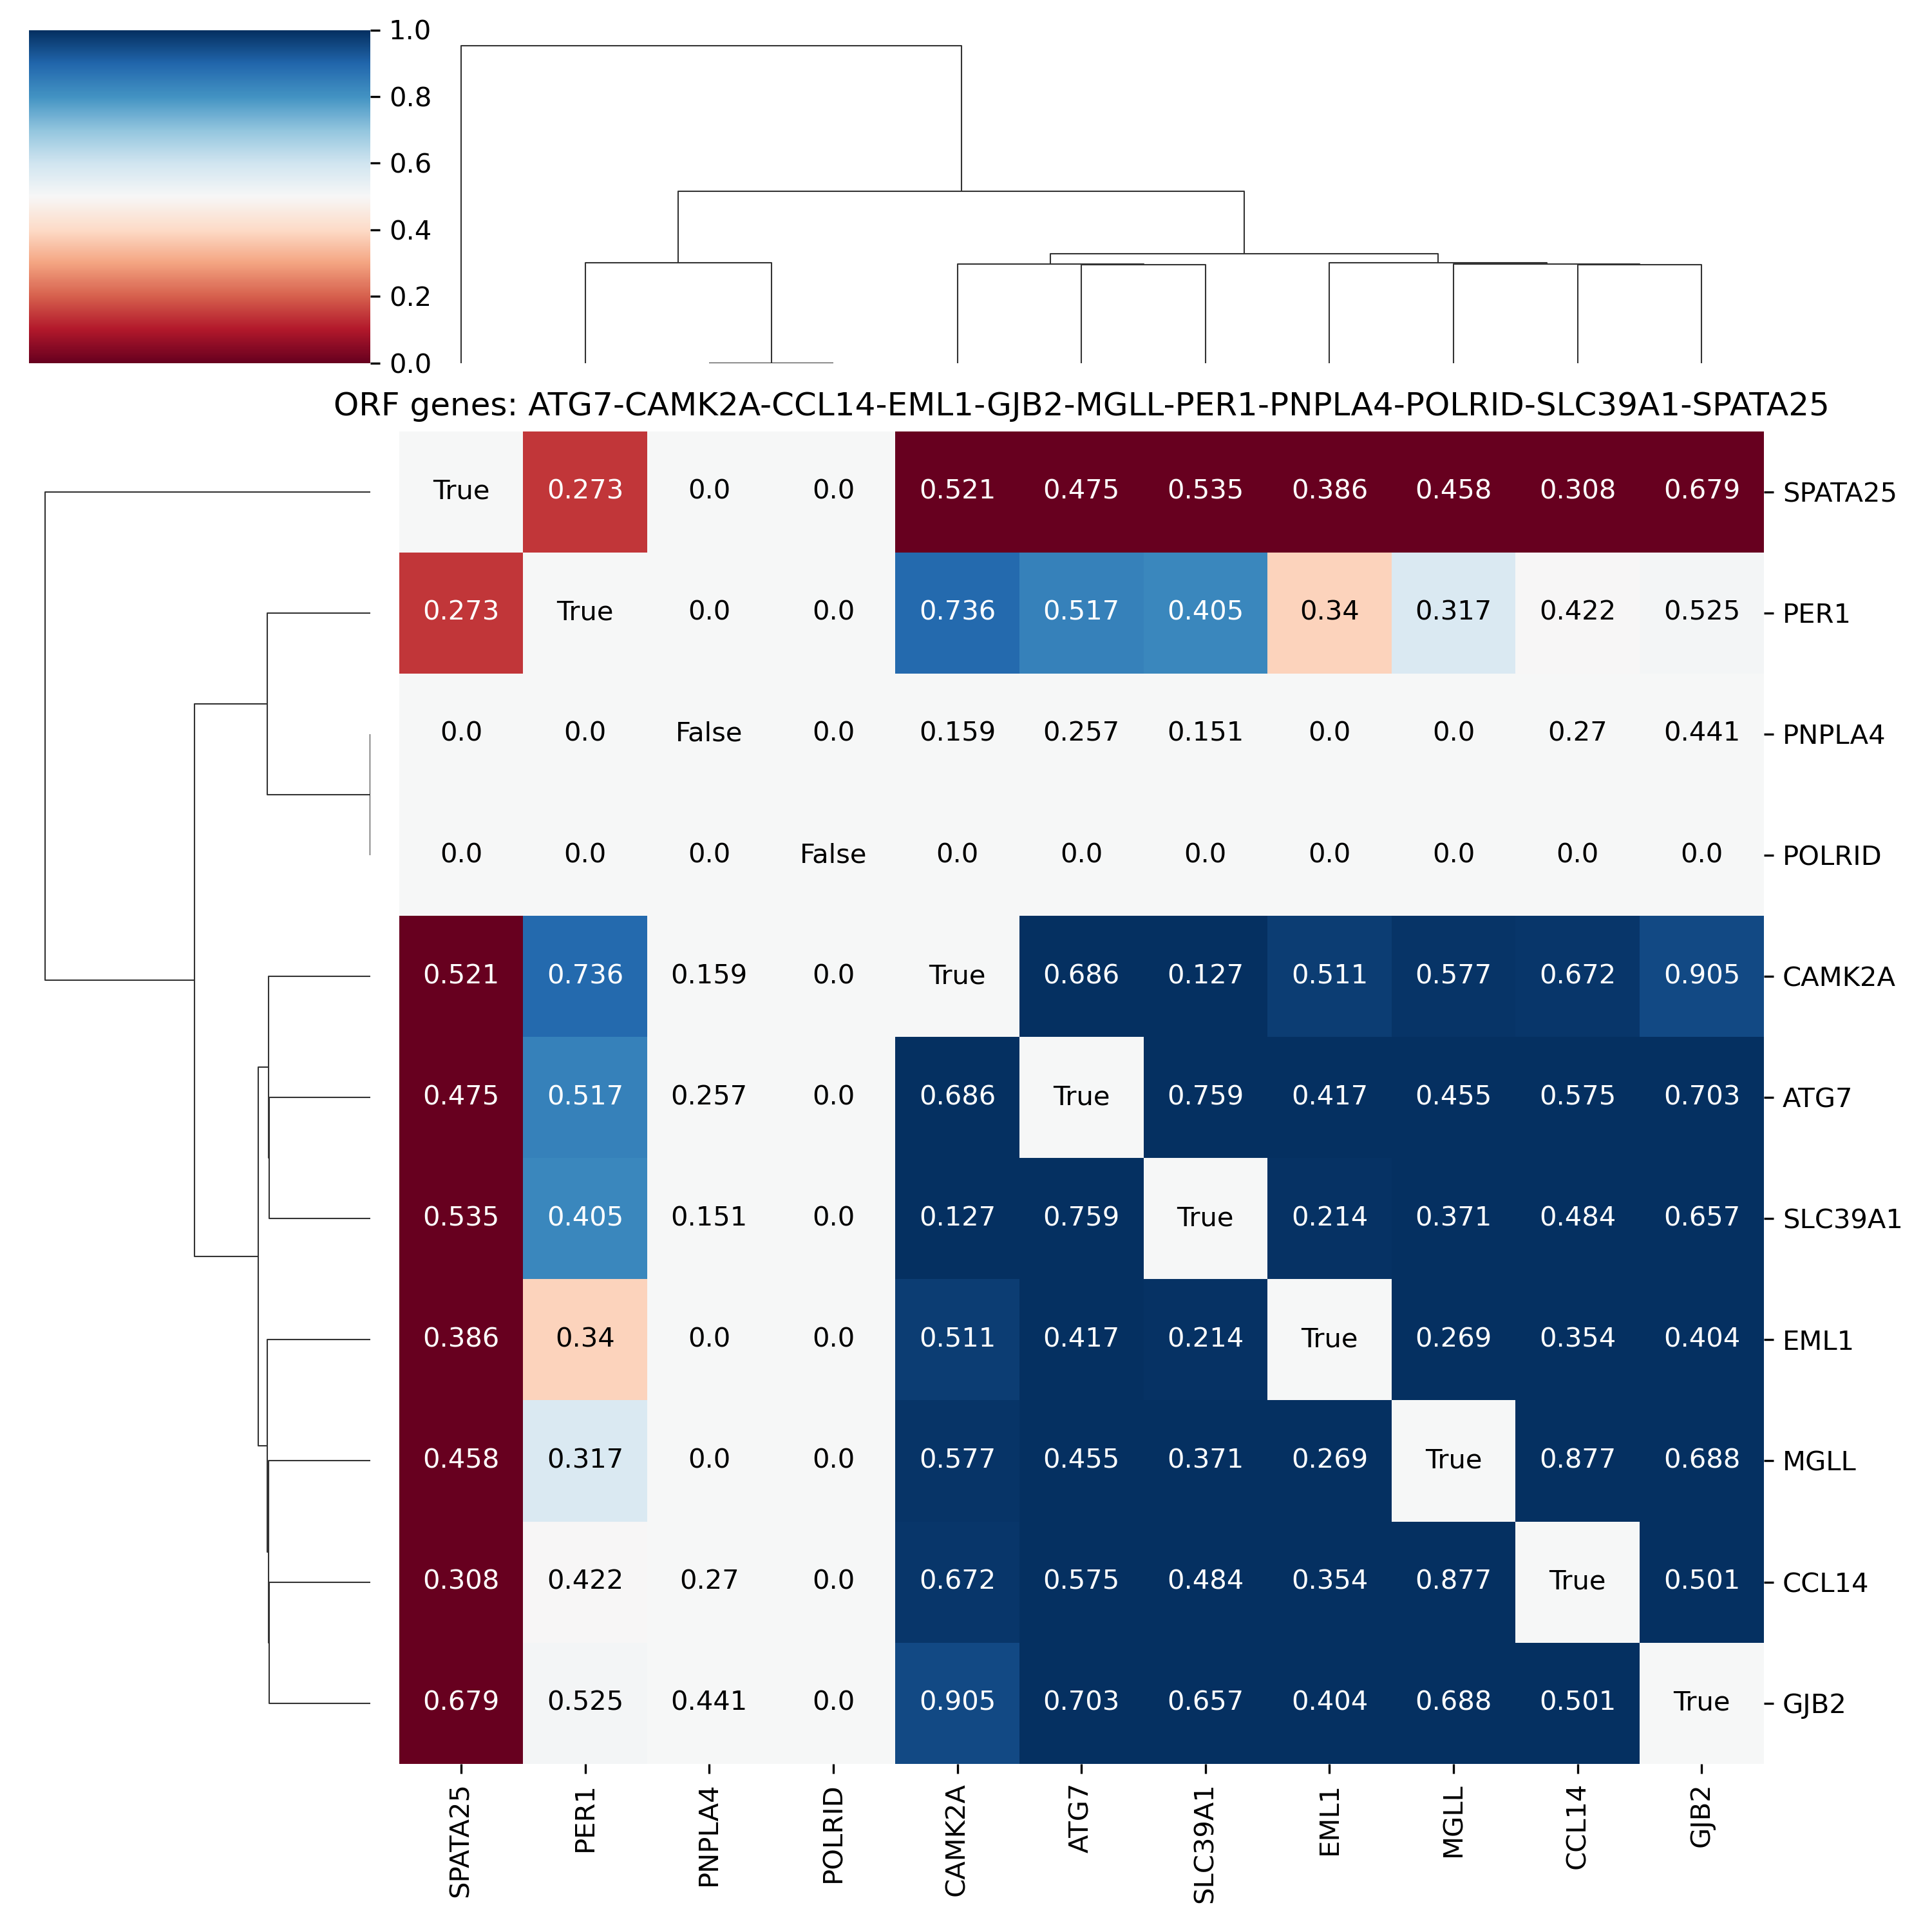 1.0
0.8
0.6
0.4
0.2
0.0
ORF genes: ATG7-CAMK2A-CCL14-EML1-GJB2-MGLL-PER1-PNPLA4-POLRID-SLC39A1-SPATA25
True 0.273 0.0 0.0 0.521 0.475 0.535 0.386 0.458 0.308 0.679 SPATA25
0.273 True 0.0 0.0 0.736 0.517 0.405 0.34 0.317 0.422 0.525 PER1
0.0 0.0 False 0.0 0.159 0.257 0.151 0.0 0.0 0.27 0.441 PNPLA4
0.0 0.0 0.0 False 0.0 0.0 0.0 0.0 0.0 0.0 0.0 POLRID
0.521 0.736 0.159 0.0 True 0.686 0.127 0.511 0.577 0.672 0.905 CAMK2A
0.475 0.517 0.257 0.0 0.686 True 0.759 0.417 0.455 0.575 0.703 ATG7
0.535 0.405 0.151 0.0 0.127 0.759 True 0.214 0.371 0.484 0.657 SLC39A1
0.386 0.34 0.0 0.0 0.511 0.417 0.214 True 0.269 0.354 0.404 EML1
0.458 0.317 0.0 0.0 0.577 0.455 0.371 0.269 True 0.877 0.688 MGLL
0.308 0.422 0.27 0.0 0.672 0.575 0.484 0.354 0.877 True 0.501 CCL14
0.679 0.525 0.441 0.0 0.905 0.703 0.657 0.404 0.688 0.501 True GJB2
SPATA25 PER1 PNPLA4 POLRID CAMK2A ATG7 SLC39A1 EML1 MGLL CCL14 GJB2